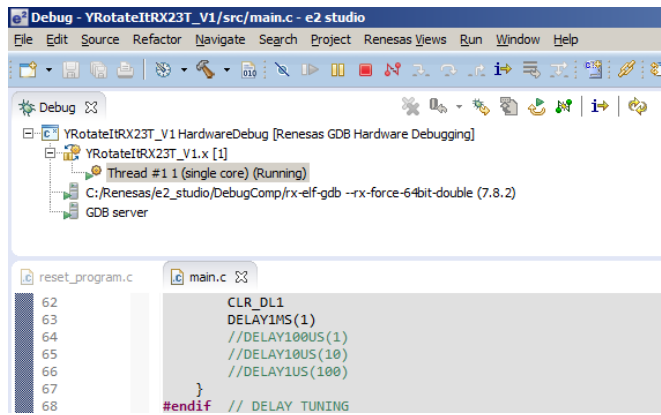 e² Debug - YRotateItRX23T_V1/src/main.c - e2 studio
File Edit Source Refactor Navigate Search Project Renesas Views Run Window Help
Debug
YRotateItRX23T_V1 HardwareDebug [Renesas GDB Hardware Debugging]
YRotateItRX23T_V1.x [1]
Thread #1 1 (single core) (Running)
C:/Renesas/e2_studio/DebugComp/rx-elf-gdb --rx-force-64bit-double (7.8.2)
GDB server
reset_program.c main.c
62 CLR_DL1
63 DELAY1MS(1)
64 //DELAY100US(1)
65 //DELAY10US(10)
66 //DELAY1US(100)
67 }
68 #endif // DELAY TUNING